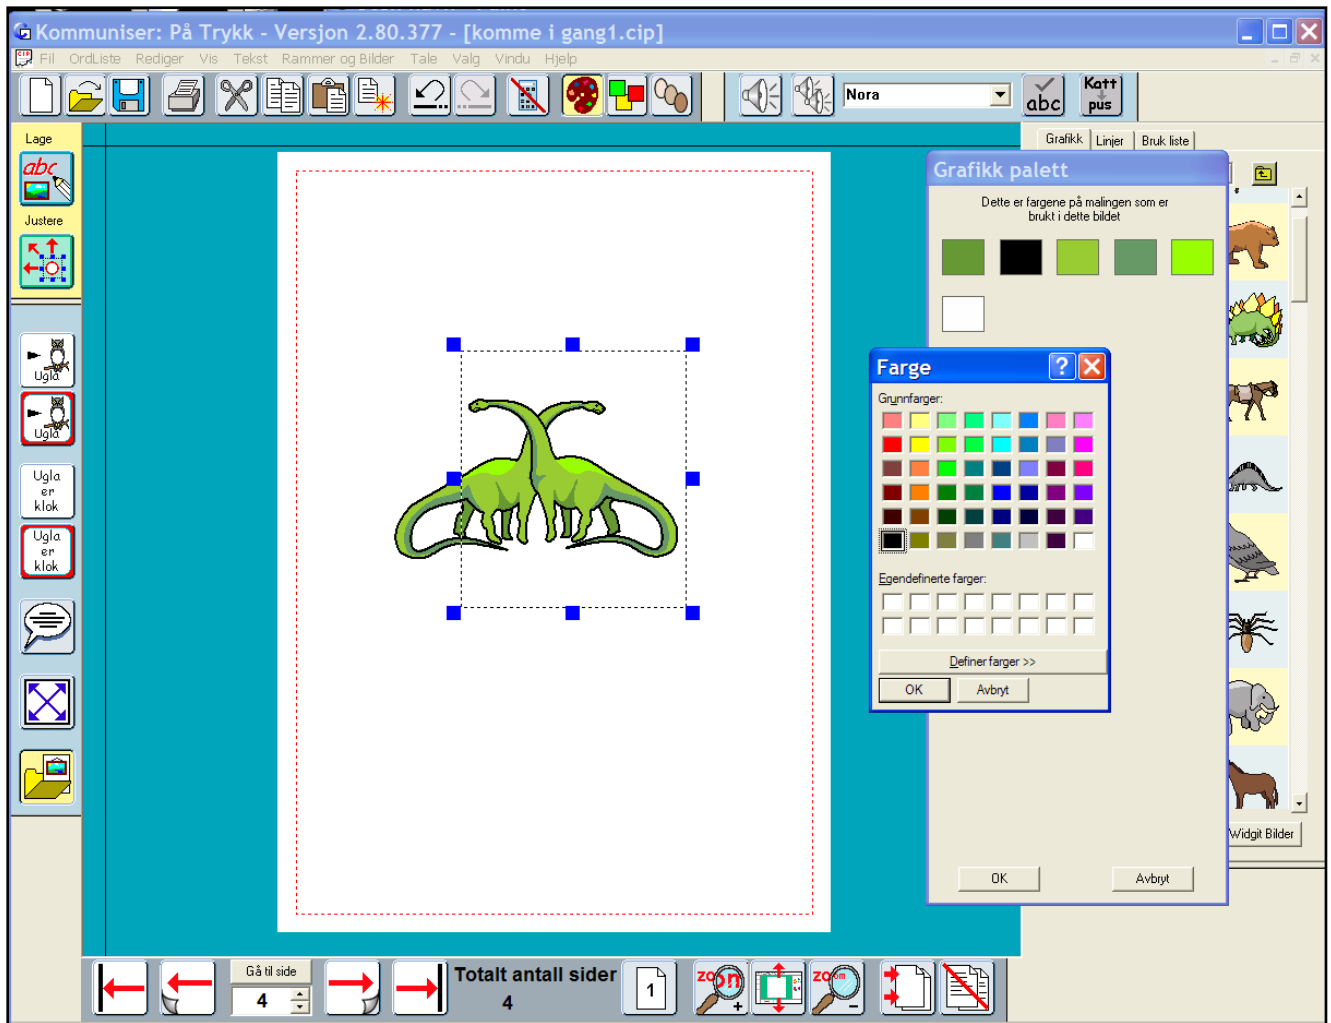 Kommuniser: På Trykk - Versjon 2.80.377 - [komme i gang1.cip]
Fil OrdListe Rediger Vis Tekst Rammer og Bilder Tale Valg Vindu Hjelp
Nora
abc
Katt
pus
Lage
abc
Justere
Ugla
Ugla
Ugla
er
klok
Ugla
er
klok
Grafikk Linjer Bruk liste
Grafikk palett
Dette er fargene på malingen som er
brukt i dette bildet
Farge
Grunnfarger:
Egendefinerte farger:
Definer farger >>
OK Avbryt
Widgit Bilder
OK Avbryt
Gå til side
4
Totalt antall sider
4
1
zoom
+
zoom
-